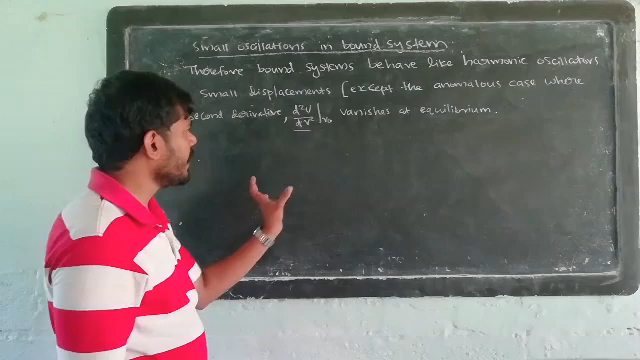 Small oscillations in bound system.
Therefore bound systems behave like harmonic oscillators
Small displacements [except the anomalous case where
second derivative, d²U/dr²|r₀ vanishes at equilibrium.